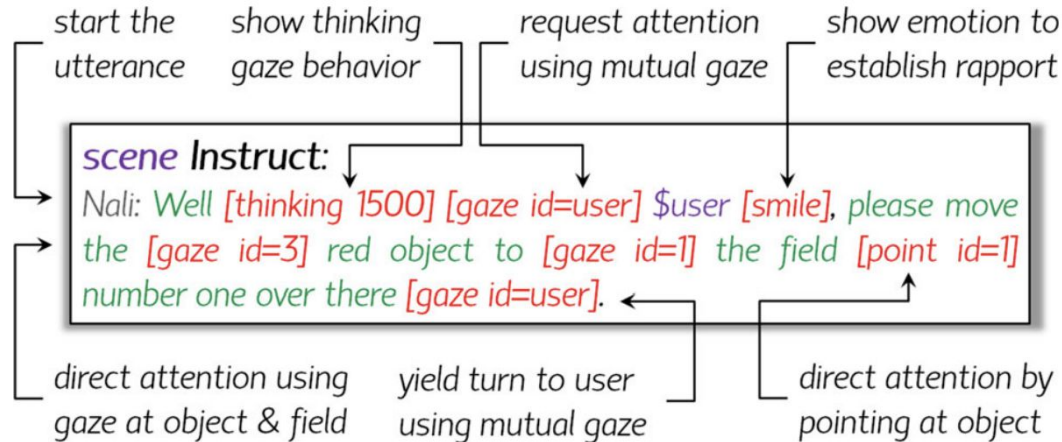 start the
utterance
show thinking
gaze behavior
request attention
using mutual gaze
show emotion to
establish rapport
scene Instruct:
Nali: Well [thinking 1500] [gaze id=user] $user [smile], please move
the [gaze id=3] red object to [gaze id=1] the field [point id=1]
number one over there [gaze id=user].
direct attention using
gaze at object & field
yield turn to user
using mutual gaze
direct attention by
pointing at object